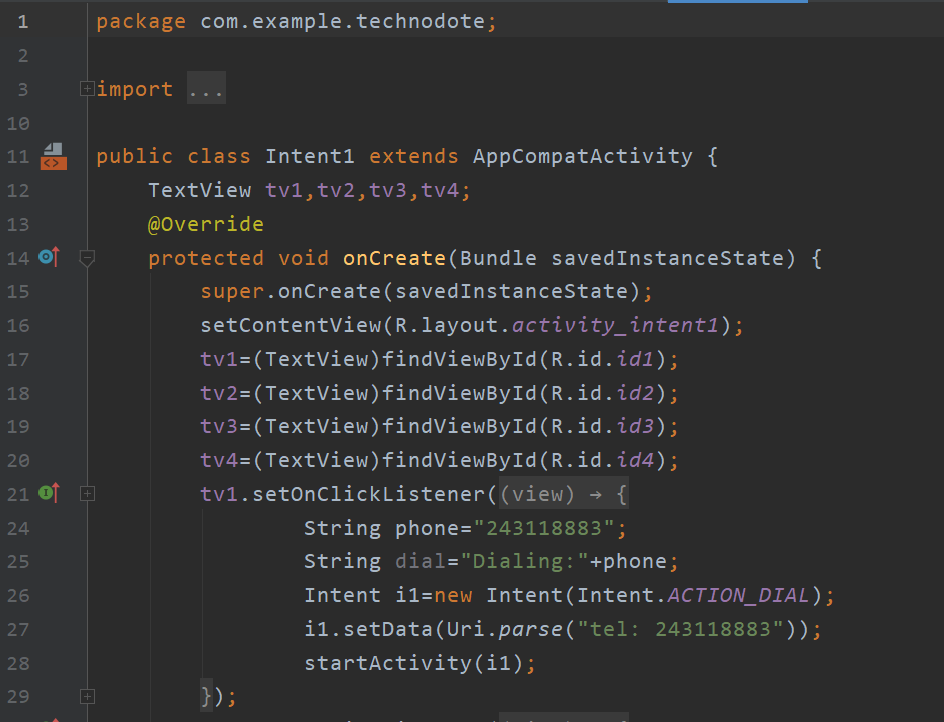 1 package com.example.technodote;
2
3 import ...
10
11 public class Intent1 extends AppCompatActivity {
12 TextView tv1,tv2,tv3,tv4;
13 @Override
14 protected void onCreate(Bundle savedInstanceState) {
15 super.onCreate(savedInstanceState);
16 setContentView(R.layout.activity_intent1);
17 tv1=(TextView)findViewById(R.id.id1);
18 tv2=(TextView)findViewById(R.id.id2);
19 tv3=(TextView)findViewById(R.id.id3);
20 tv4=(TextView)findViewById(R.id.id4);
21 tv1.setOnClickListener((view) → {
24 String phone="243118883";
25 String dial="Dialing:"+phone;
26 Intent i1=new Intent(Intent.ACTION_DIAL);
27 i1.setData(Uri.parse("tel: 243118883"));
28 startActivity(i1);
29 });